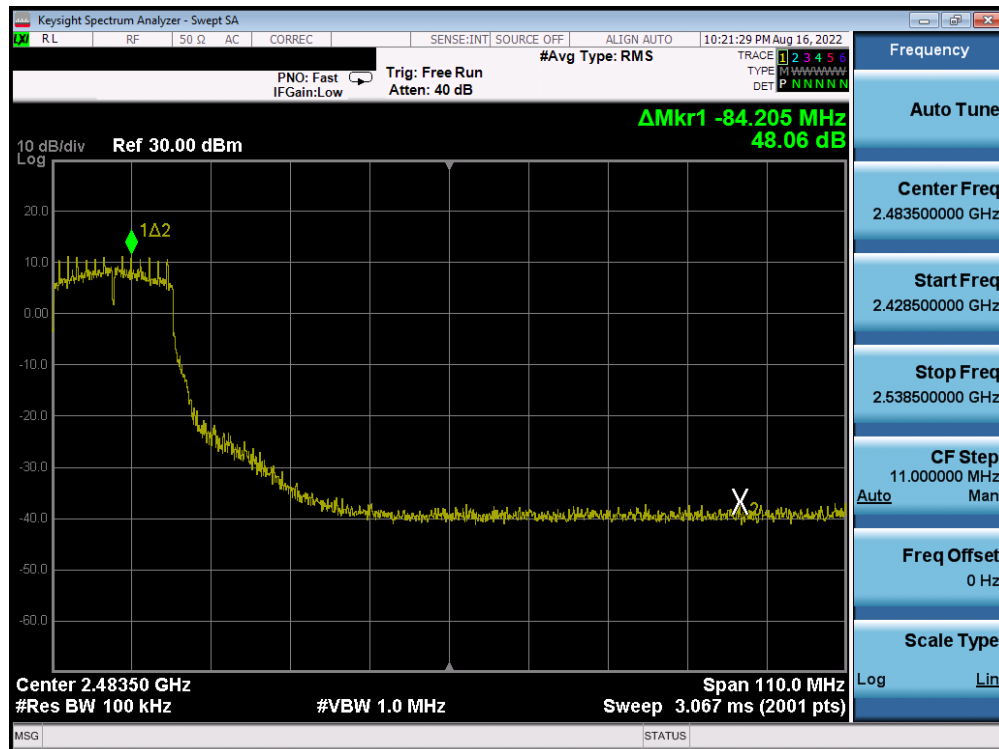 Keysight Spectrum Analyzer - Swept SA
LXI RL RF 50 Ω AC CORREC SENSE:INT SOURCE OFF ALIGN AUTO 10:21:29 PM Aug 16, 2022
#Avg Type: RMS
TRACE 1 2 3 4 5 6
PNO: Fast Trig: Free Run TYPE M WWWWW
IFGain:Low Atten: 40 dB DET P N N N N N
ΔMkr1 -84.205 MHz
48.06 dB
10 dB/div Ref 30.00 dBm
Log
20.0
1Δ2
10.0
0.00
-10.0
-20.0
-30.0
-40.0
X2
-50.0
-60.0
Center 2.48350 GHz Span 110.0 MHz
#Res BW 100 kHz #VBW 1.0 MHz Sweep 3.067 ms (2001 pts)
MSG STATUS
Frequency
Auto Tune
Center Freq
2.483500000 GHz
Start Freq
2.428500000 GHz
Stop Freq
2.538500000 GHz
CF Step
11.000000 MHz
Auto Man
Freq Offset
0 Hz
Scale Type
Log Lin